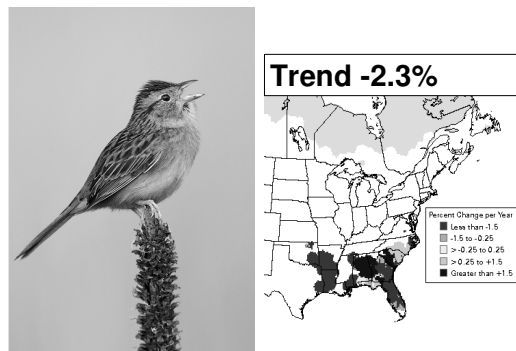 Trend -2.3%
Percent Change per Year
Less than -1.5
-1.5 to -0.25
> -0.25 to 0.25
> 0.25 to +1.5
Greater than +1.5